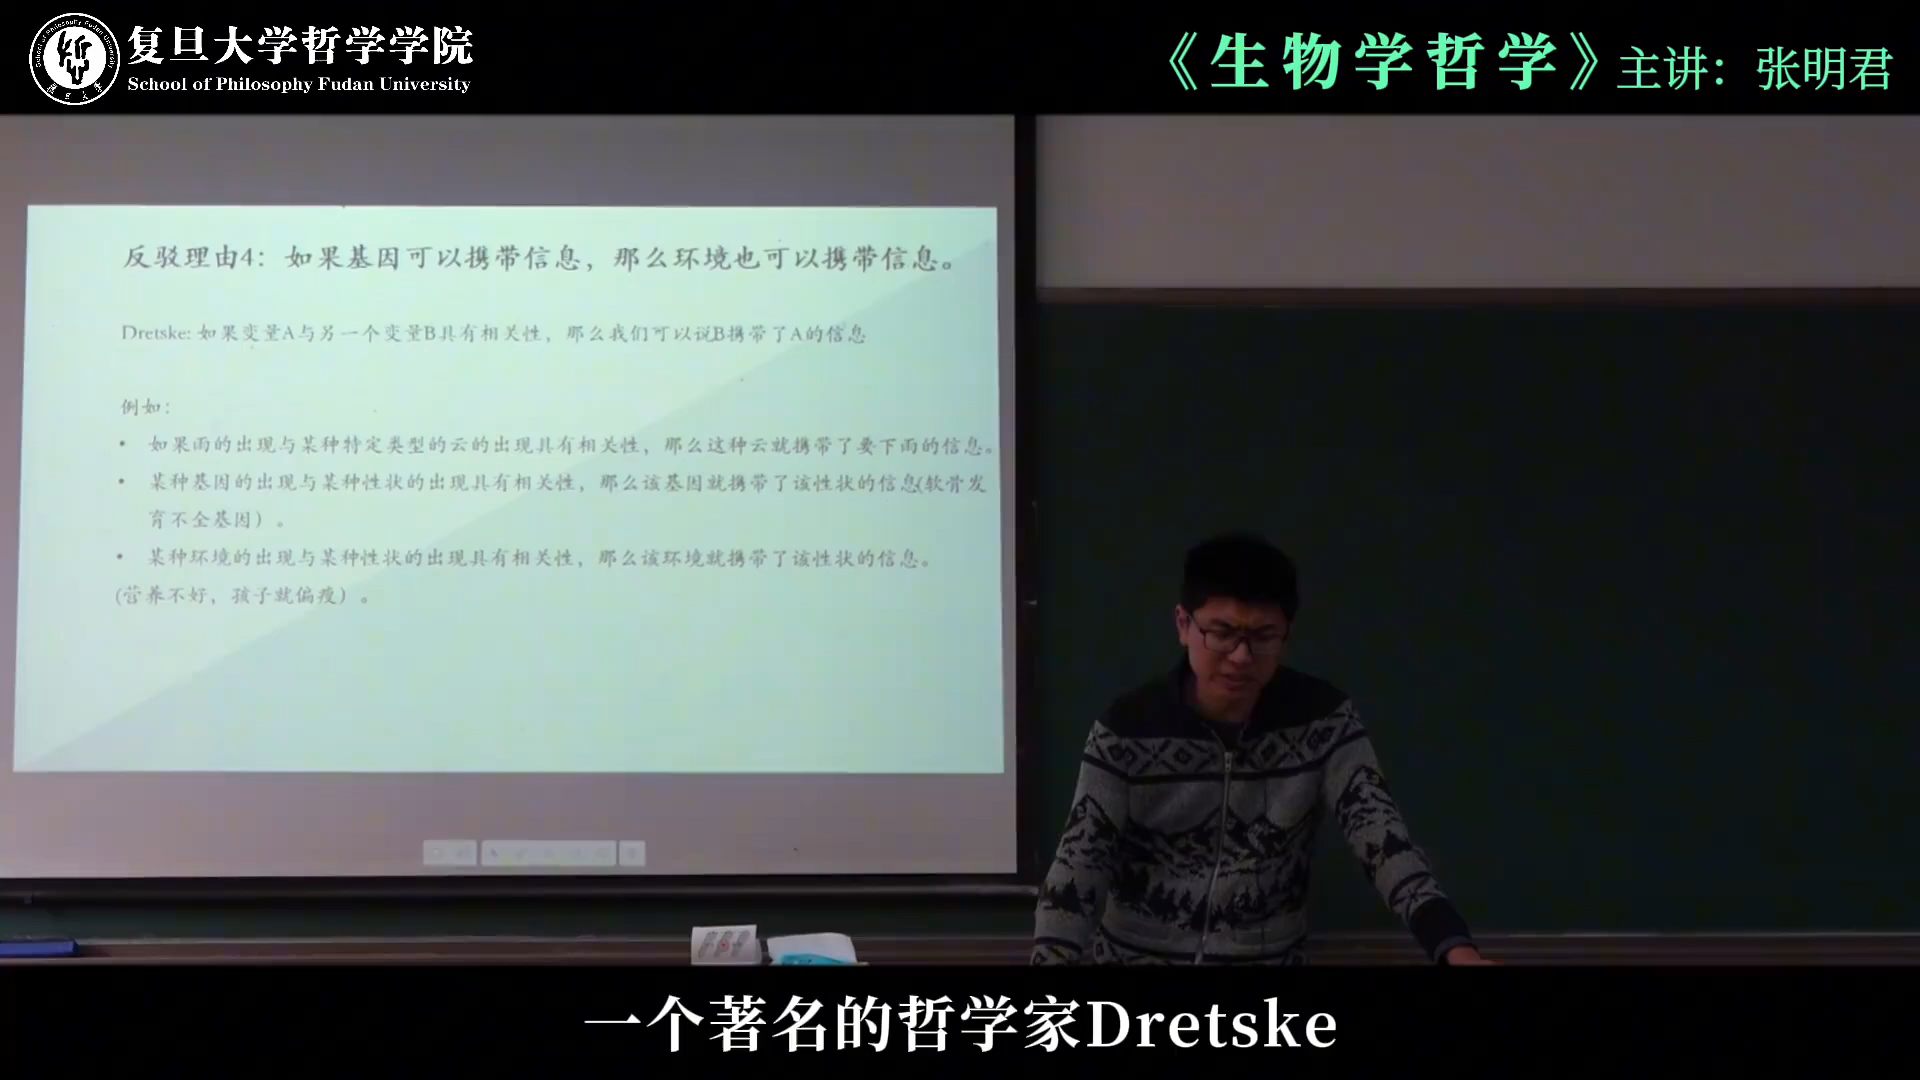 复旦大学哲学学院
School of Philosophy Fudan University
《生物学哲学》主讲：张明君
反驳理由4：如果基因可以携带信息，那么环境也可以携带信息。
Dretske: 如果变量A与另一个变量B具有相关性，那么我们可以说B携带了A的信息
例如：
• 如果雨的出现与某种特定类型的云的出现具有相关性，那么这种云就携带了要下雨的信息。
• 某种基因的出现与某种性状的出现具有相关性，那么该基因就携带了该性状的信息(软骨发
育不全基因）。
• 某种环境的出现与某种性状的出现具有相关性，那么该环境就携带了该性状的信息。
(营养不好，孩子就偏瘦）。
一个著名的哲学家Dretske